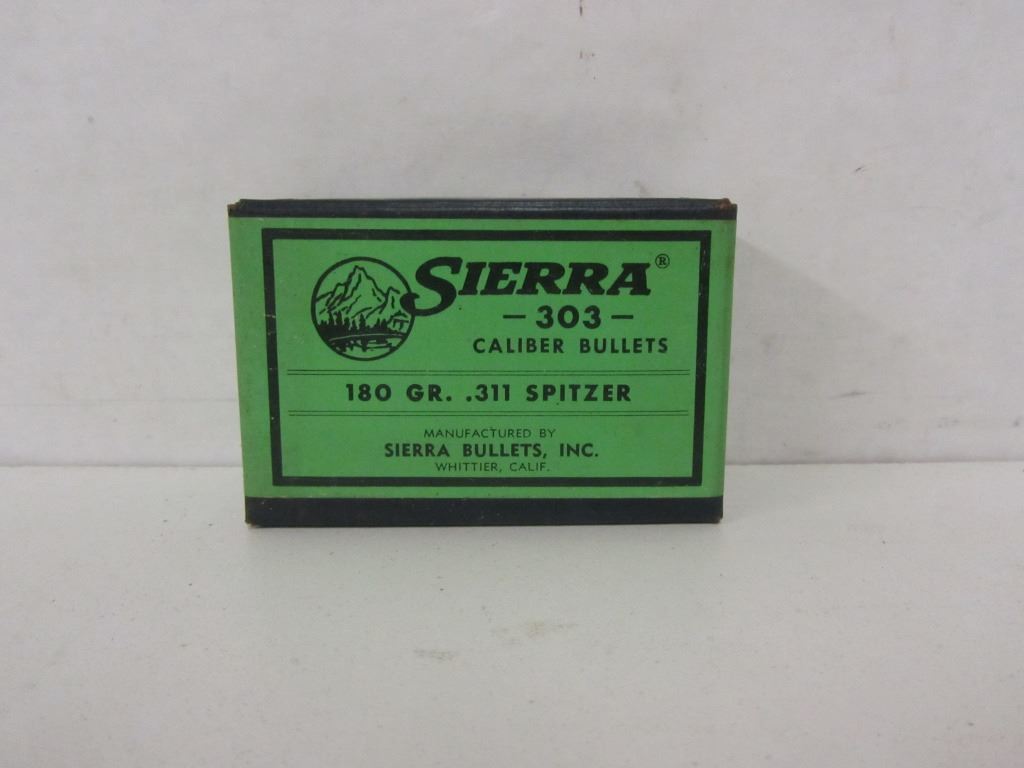 SIERRA®
— 303 —
CALIBER BULLETS
180 GR. .311 SPITZER
MANUFACTURED BY
SIERRA BULLETS, INC.
WHITTIER, CALIF.